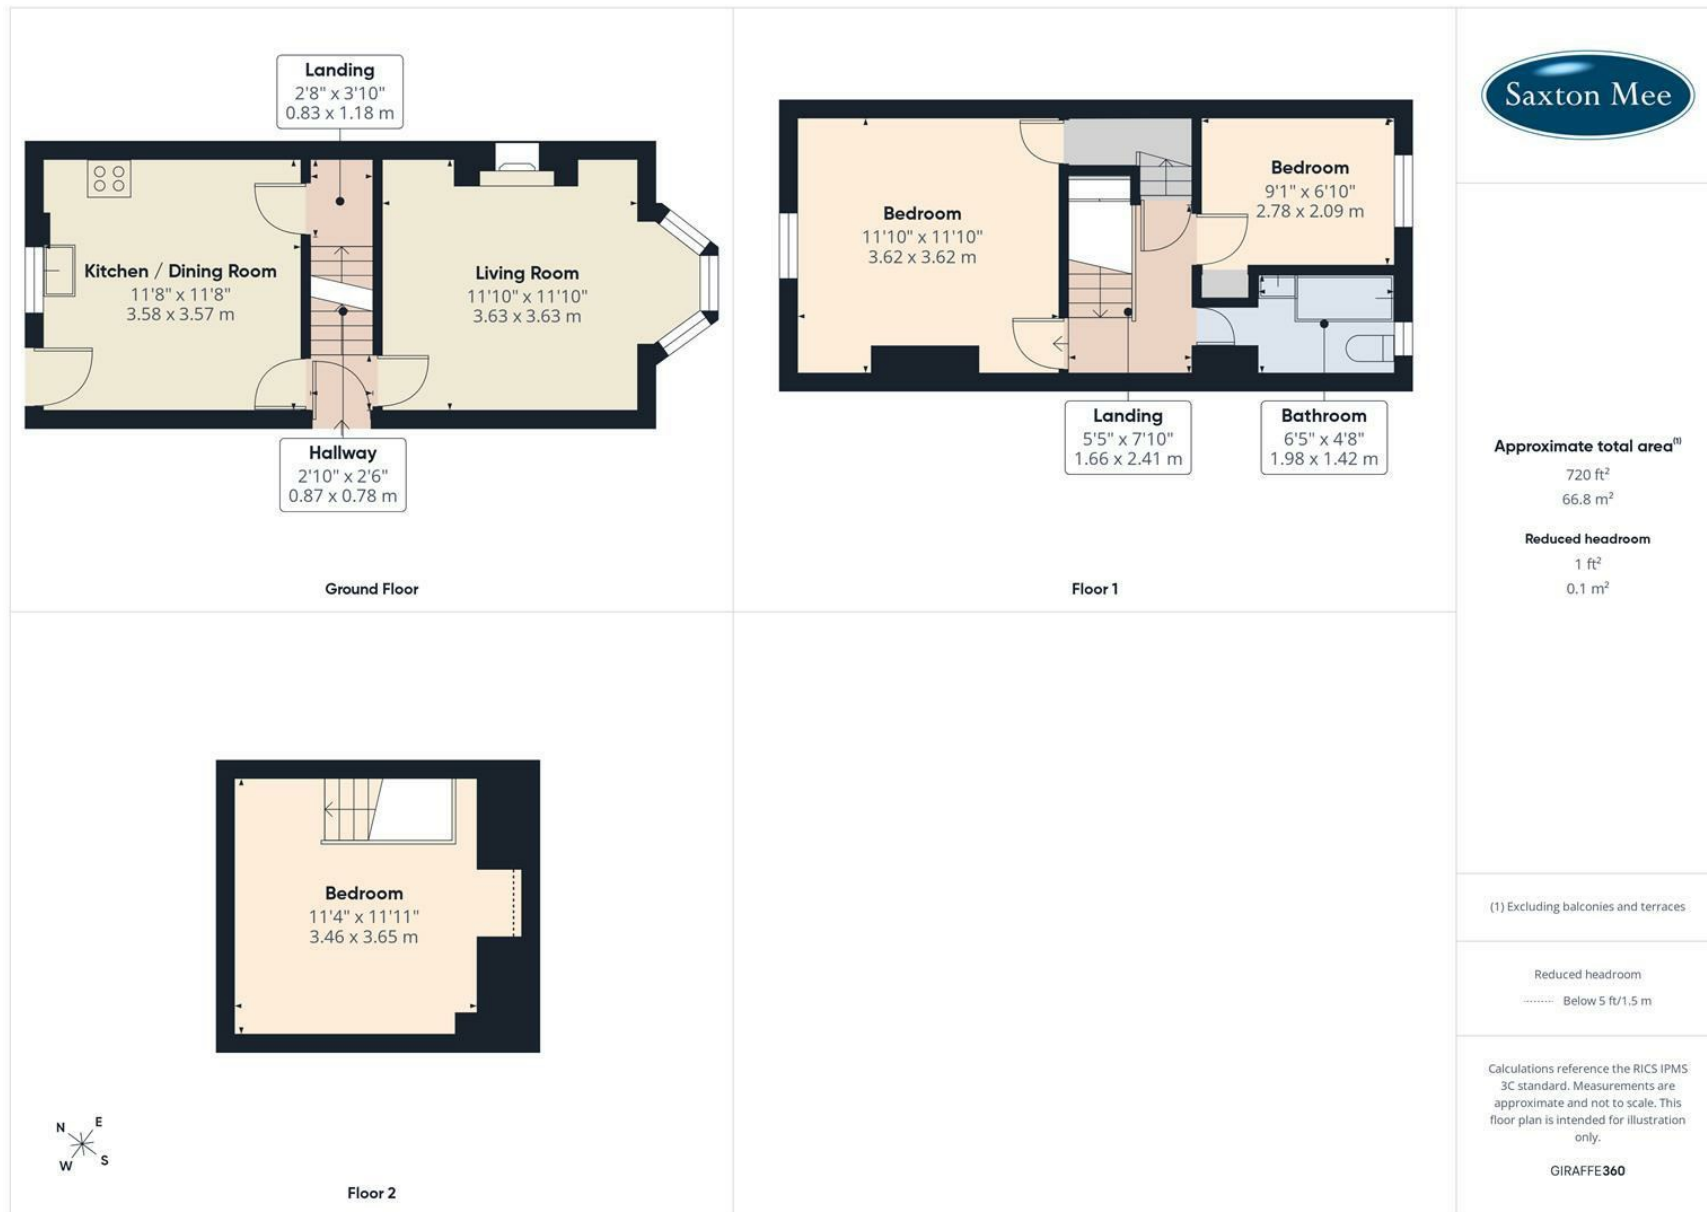 Landing
2'8" x 3'10"
0.83 x 1.18 m
Kitchen / Dining Room
11'8" x 11'8"
3.58 x 3.57 m
Living Room
11'10" x 11'10"
3.63 x 3.63 m
Hallway
2'10" x 2'6"
0.87 x 0.78 m
Ground Floor
Bedroom
11'10" x 11'10"
3.62 x 3.62 m
Bedroom
9'1" x 6'10"
2.78 x 2.09 m
Landing
5'5" x 7'10"
1.66 x 2.41 m
Bathroom
6'5" x 4'8"
1.98 x 1.42 m
Floor 1
Bedroom
11'4" x 11'11"
3.46 x 3.65 m
N E
W S
Floor 2
Saxton Mee
Approximate total area(1)
720 ft²
66.8 m²
Reduced headroom
1 ft²
0.1 m²
(1) Excluding balconies and terraces
Reduced headroom
Below 5 ft/1.5 m
Calculations reference the RICS IPMS
3C standard. Measurements are
approximate and not to scale. This
floor plan is intended for illustration
only.
GIRAFFE360